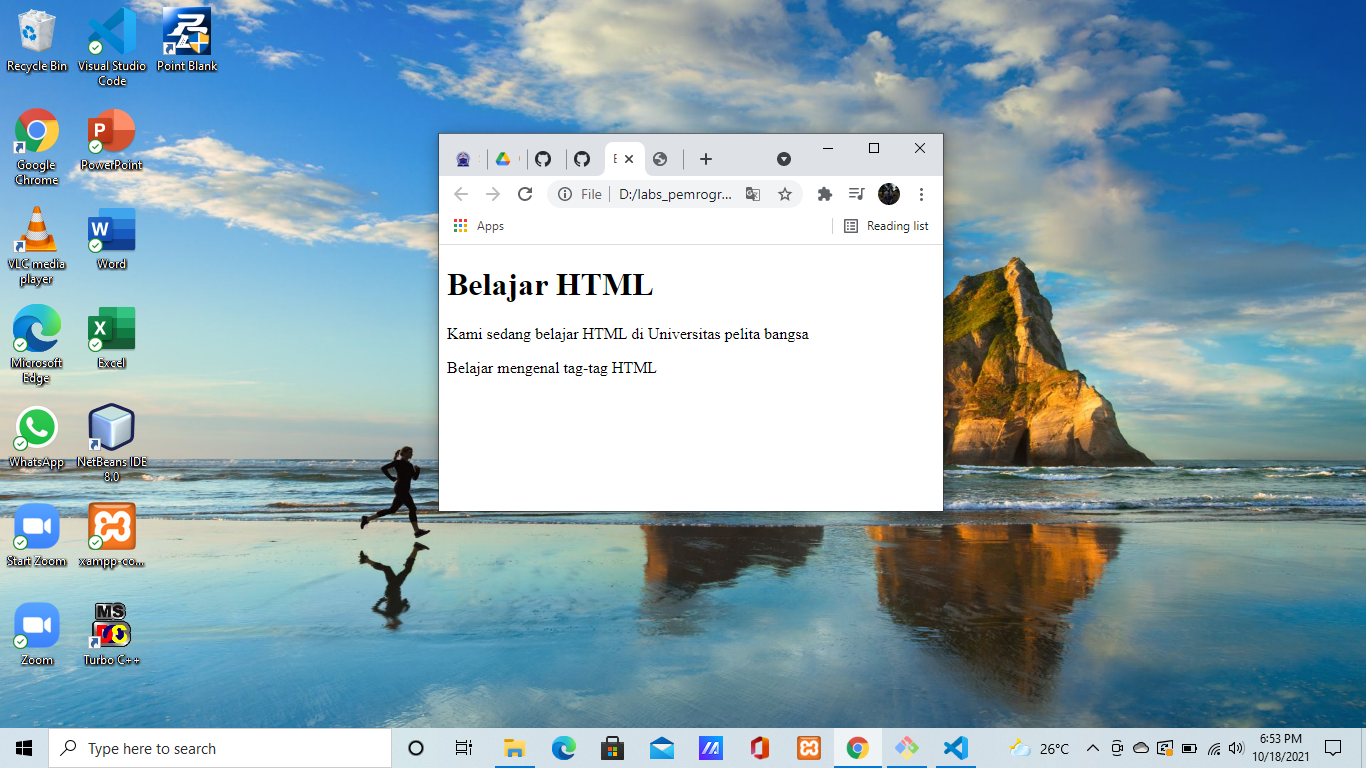 Recycle Bin
Visual Studio
Code
Point Blank
Google
Chrome
PowerPoint
VLC media
player
Word
Microsoft
Edge
Excel
WhatsApp
NetBeans IDE
8.0
Start Zoom
xampp-co...
Zoom
MS
Turbo C++
File
D:/labs_pemrogr...
Apps
Reading list
Belajar HTML
Kami sedang belajar HTML di Universitas pelita bangsa
Belajar mengenal tag-tag HTML
Type here to search
26°C
6:53 PM
10/18/2021